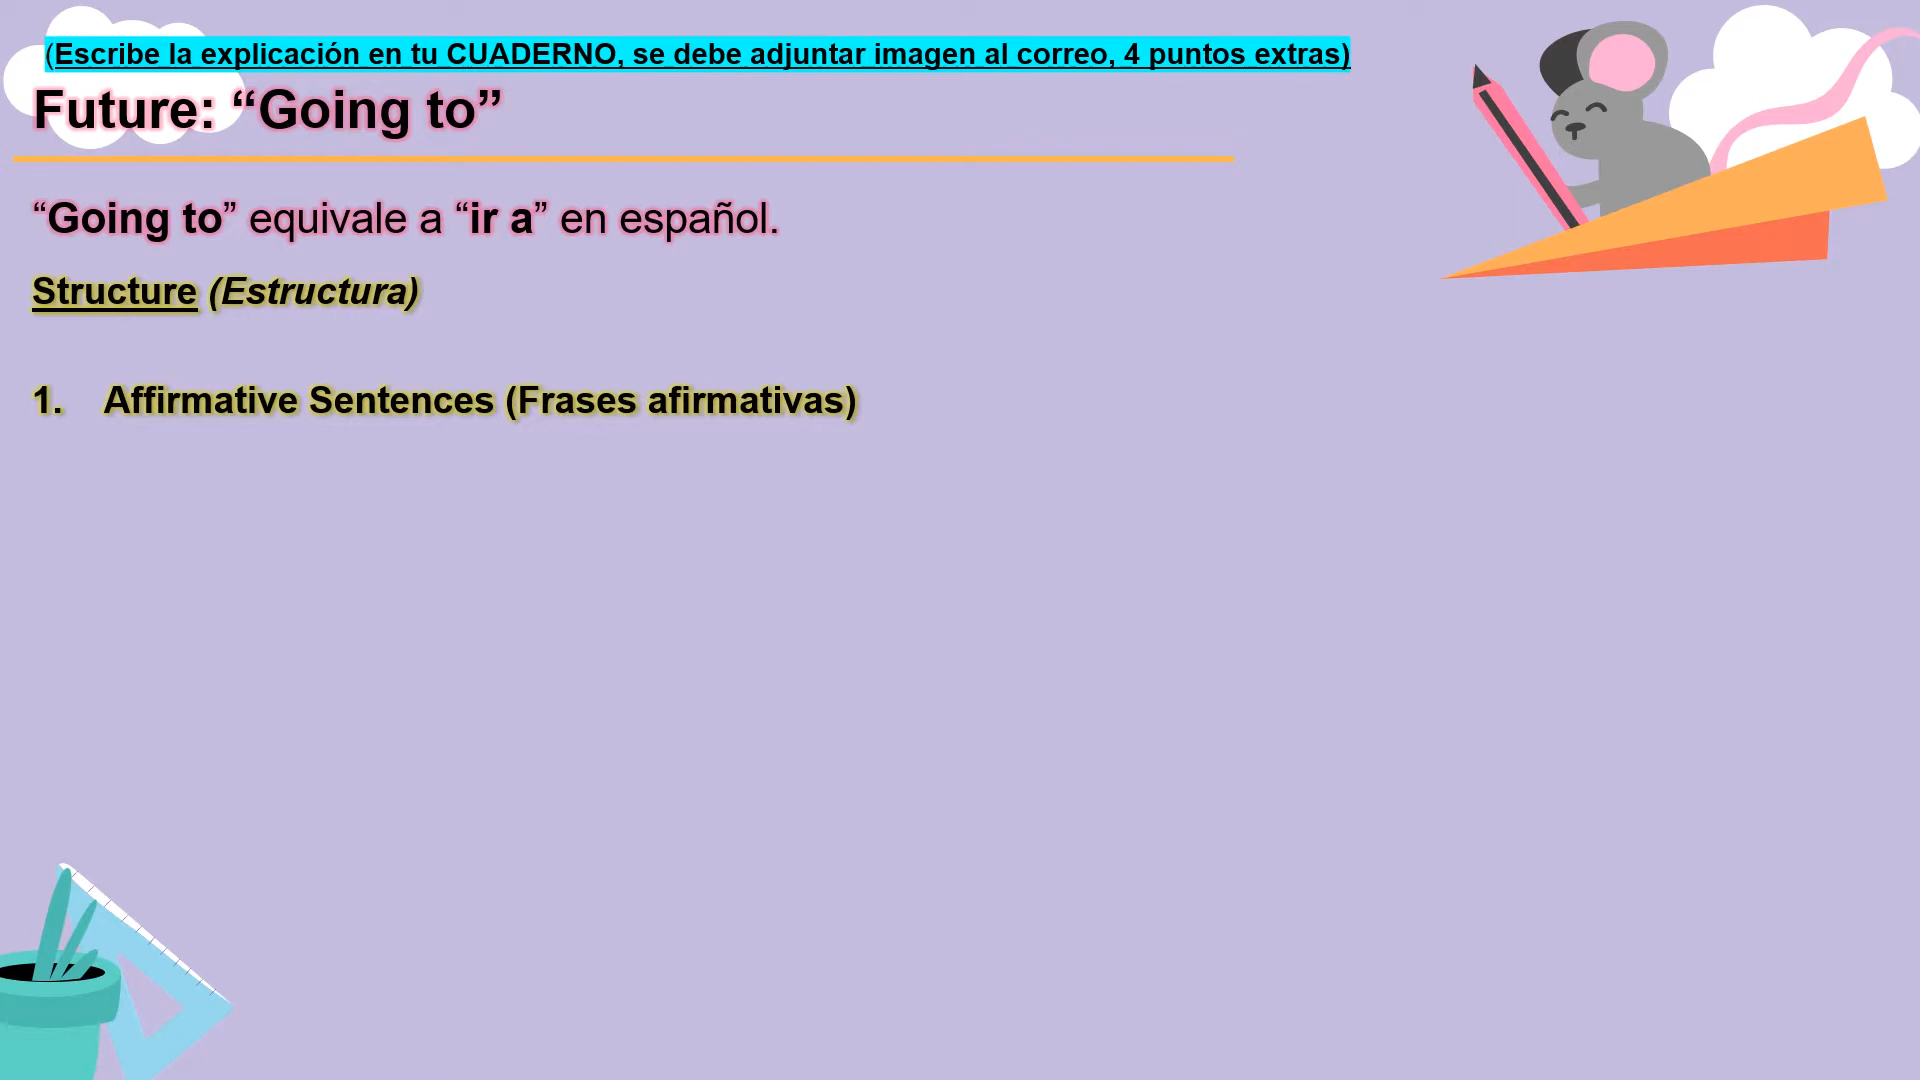 (Escribe la explicación en tu CUADERNO, se debe adjuntar imagen al correo, 4 puntos extras)
Future: “Going to”
“Going to” equivale a “ir a” en español.
Structure (Estructura)
1. Affirmative Sentences (Frases afirmativas)